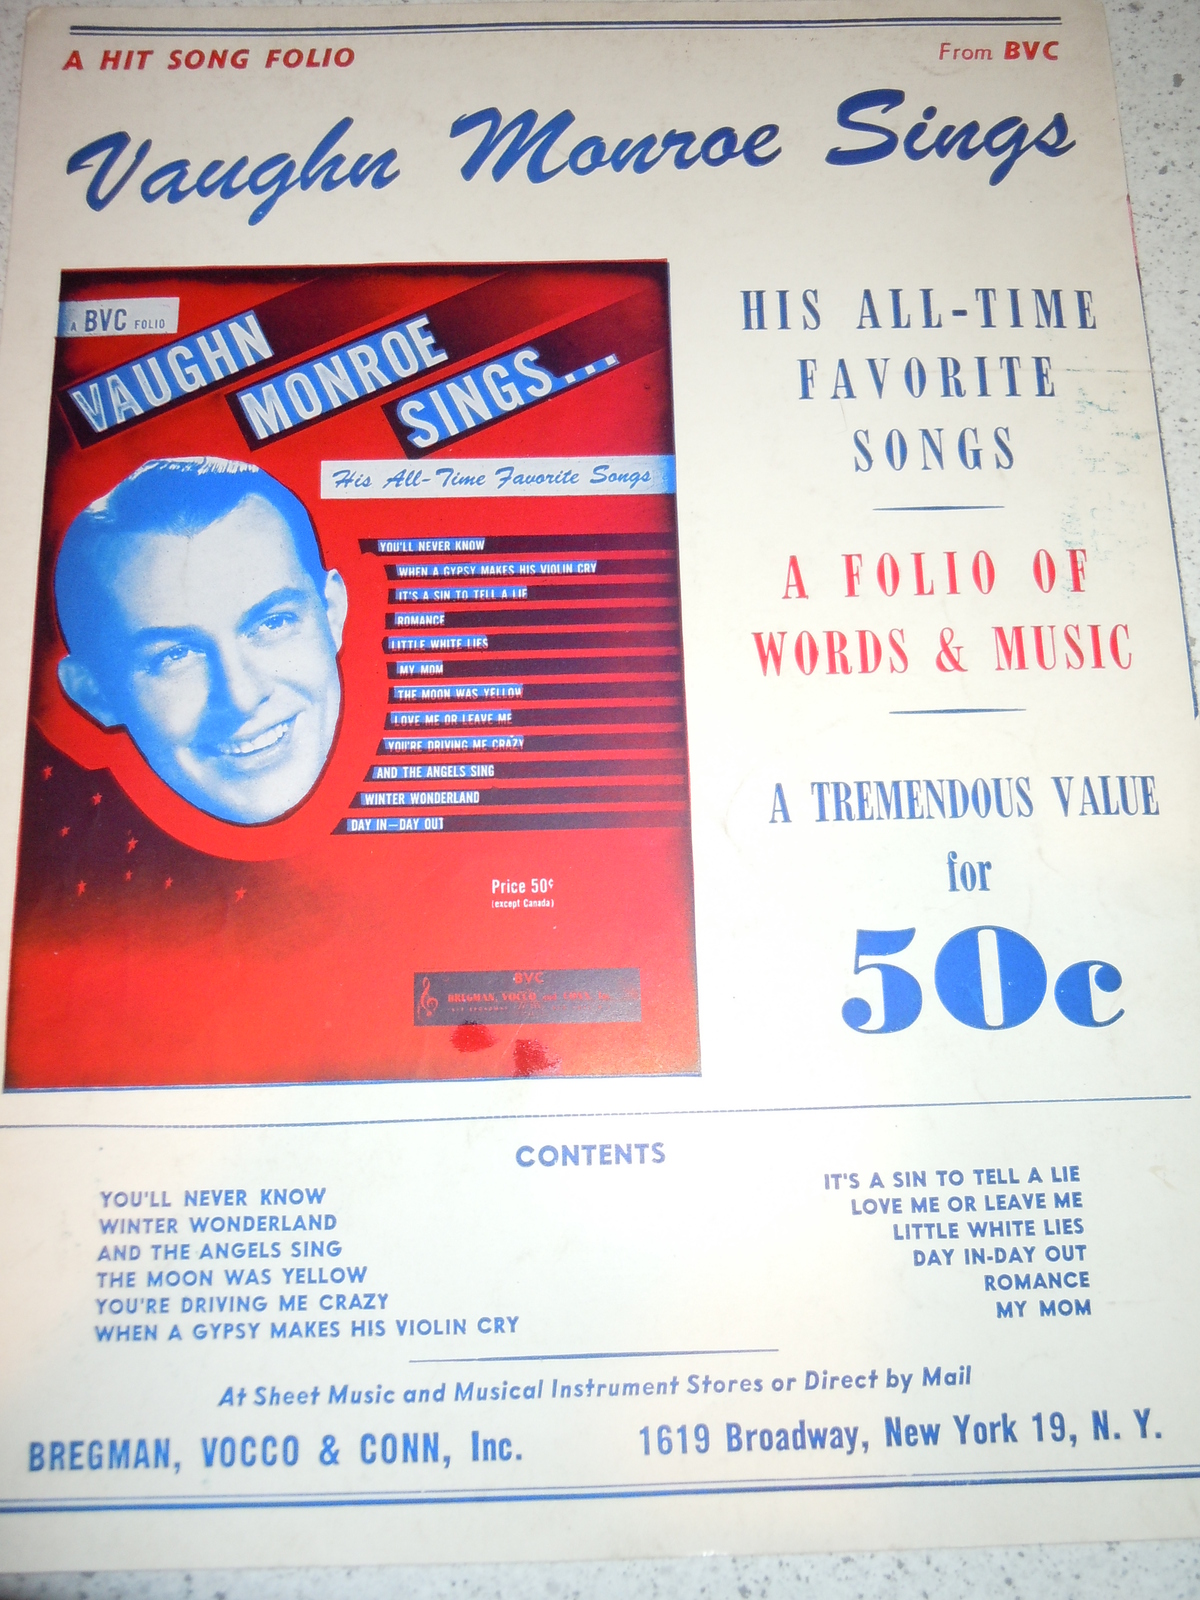 A HIT SONG FOLIO
From BVC
Vaughn Monroe Sings
A BVC FOLIO
VAUGHN
MONROE
SINGS...
His All-Time Favorite Songs
YOU'LL NEVER KNOW
WHEN A GYPSY MAKES HIS VIOLIN CRY
IT'S A SIN TO TELL A LIE
ROMANCE
LITTLE WHITE LIES
MY MOM
THE MOON WAS YELLOW
LOVE ME OR LEAVE ME
YOU'RE DRIVING ME CRAZY
AND THE ANGELS SING
WINTER WONDERLAND
DAY IN—DAY OUT
Price 50¢
(except Canada)
BVC
BREGMAN, VOCCO and CONN, Inc.
HIS ALL-TIME
FAVORITE
SONGS
A FOLIO OF
WORDS & MUSIC
A TREMENDOUS VALUE
for
50c
CONTENTS
YOU'LL NEVER KNOW
WINTER WONDERLAND
AND THE ANGELS SING
THE MOON WAS YELLOW
YOU'RE DRIVING ME CRAZY
WHEN A GYPSY MAKES HIS VIOLIN CRY
IT'S A SIN TO TELL A LIE
LOVE ME OR LEAVE ME
LITTLE WHITE LIES
DAY IN-DAY OUT
ROMANCE
MY MOM
At Sheet Music and Musical Instrument Stores or Direct by Mail
BREGMAN, VOCCO & CONN, Inc.
1619 Broadway, New York 19, N. Y.